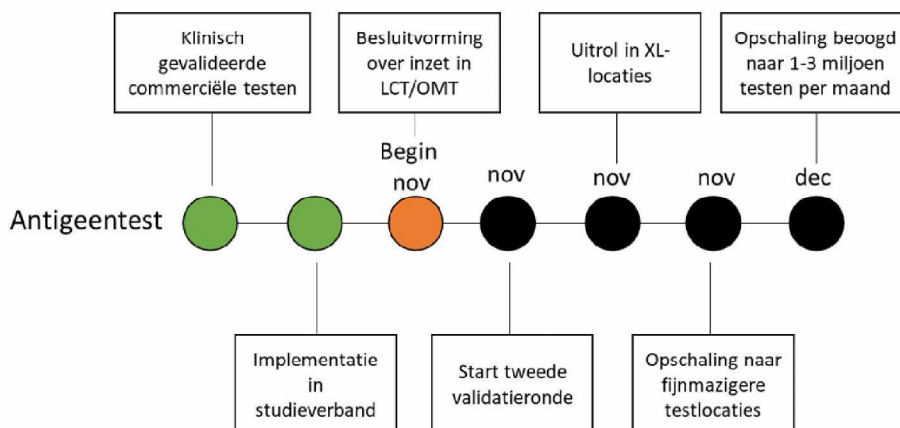 Klinisch
gevalideerde
commerciële testen
Besluitvorming
over inzet in
LCT/OMT
Uitrol in XL-
locaties
Opschaling beoogd
naar 1-3 miljoen
testen per maand
Begin
nov
nov
nov
nov
dec
Antigeentest
Implementatie
in
studieverband
Start tweede
validatieronde
Opschaling naar
fijnmazigere
testlocaties